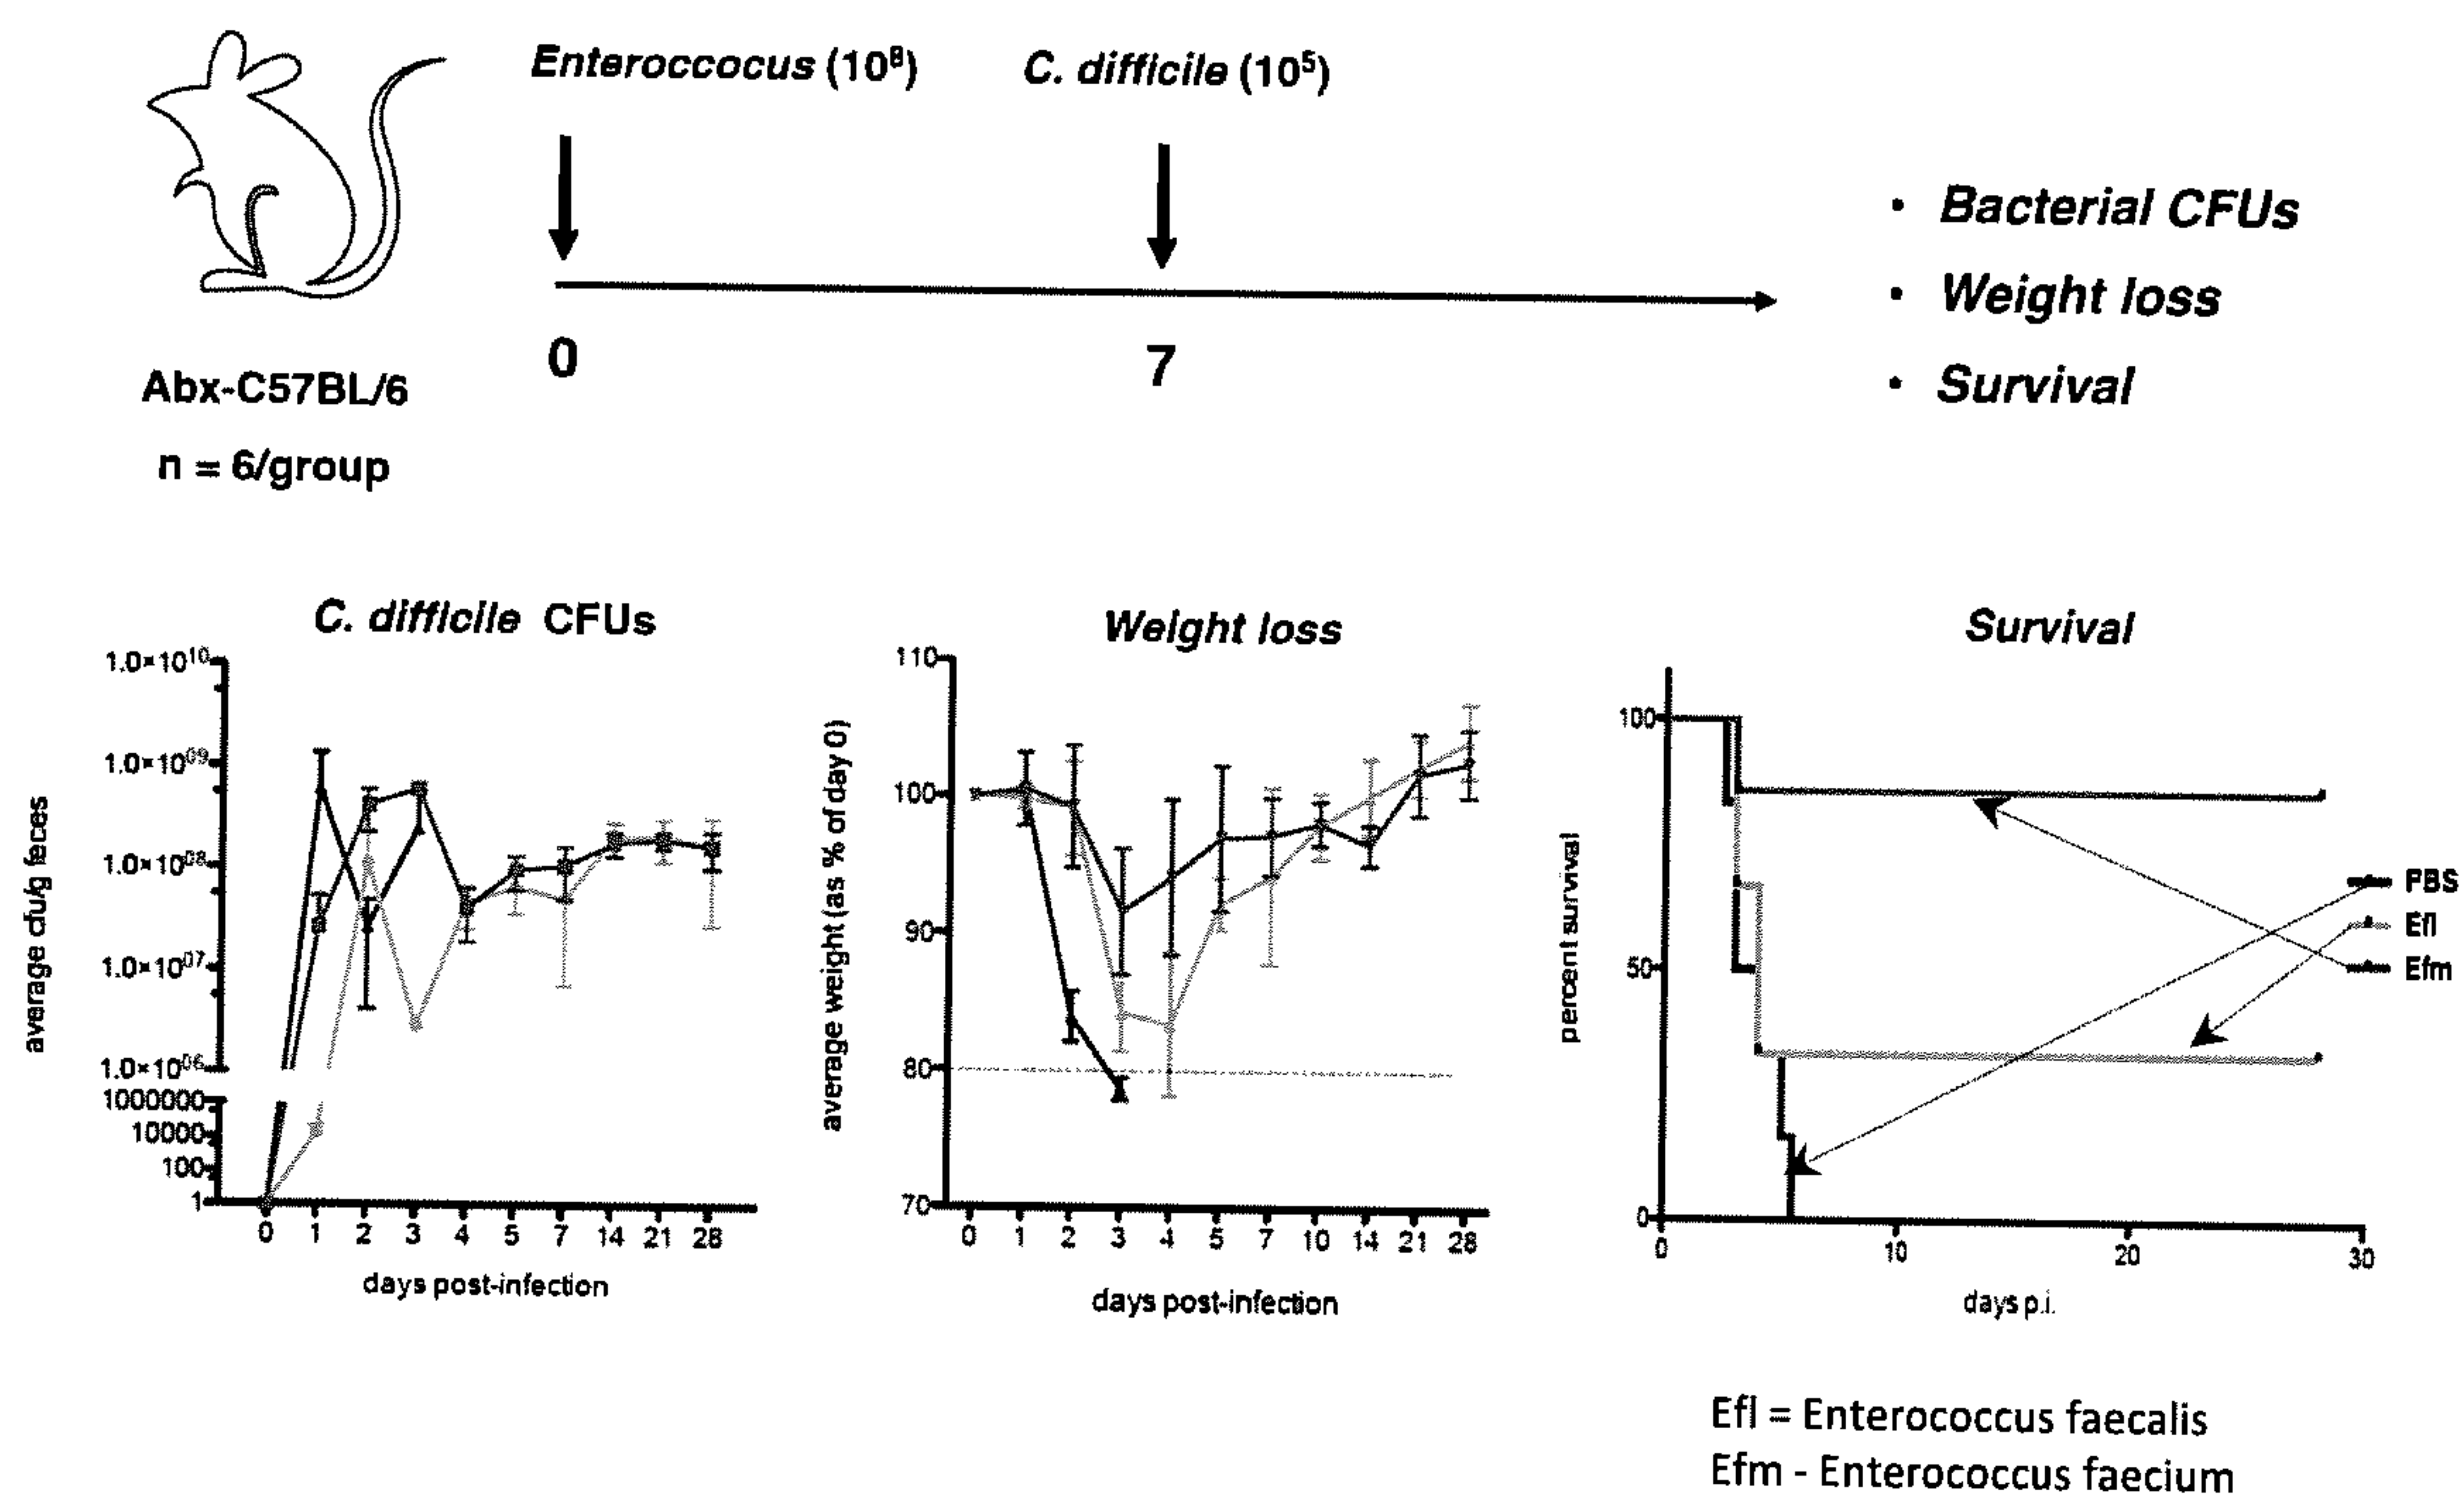 Enteroccocus (10⁸)
C. difficile (10⁵)
0
7
Abx-C57BL/6
n = 6/group
• Bacterial CFUs
• Weight loss
• Survival
C. difficile CFUs
average cfu/g feces
1.0×10¹⁰
1.0×10⁰⁹
1.0×10⁰⁸
1.0×10⁰⁷
1.0×10⁰⁶
1000000
10000
100
1
0 1 2 3 4 5 7 14 21 28
days post-infection
Weight loss
average weight (as % of day 0)
110
100
90
80
70
0 1 2 3 4 5 7 10 14 21 28
days post-infection
Survival
percent survival
100
50
0
0 10 20 30
days p.i.
PBS
Efl
Efm
Efl = Enterococcus faecalis
Efm - Enterococcus faecium